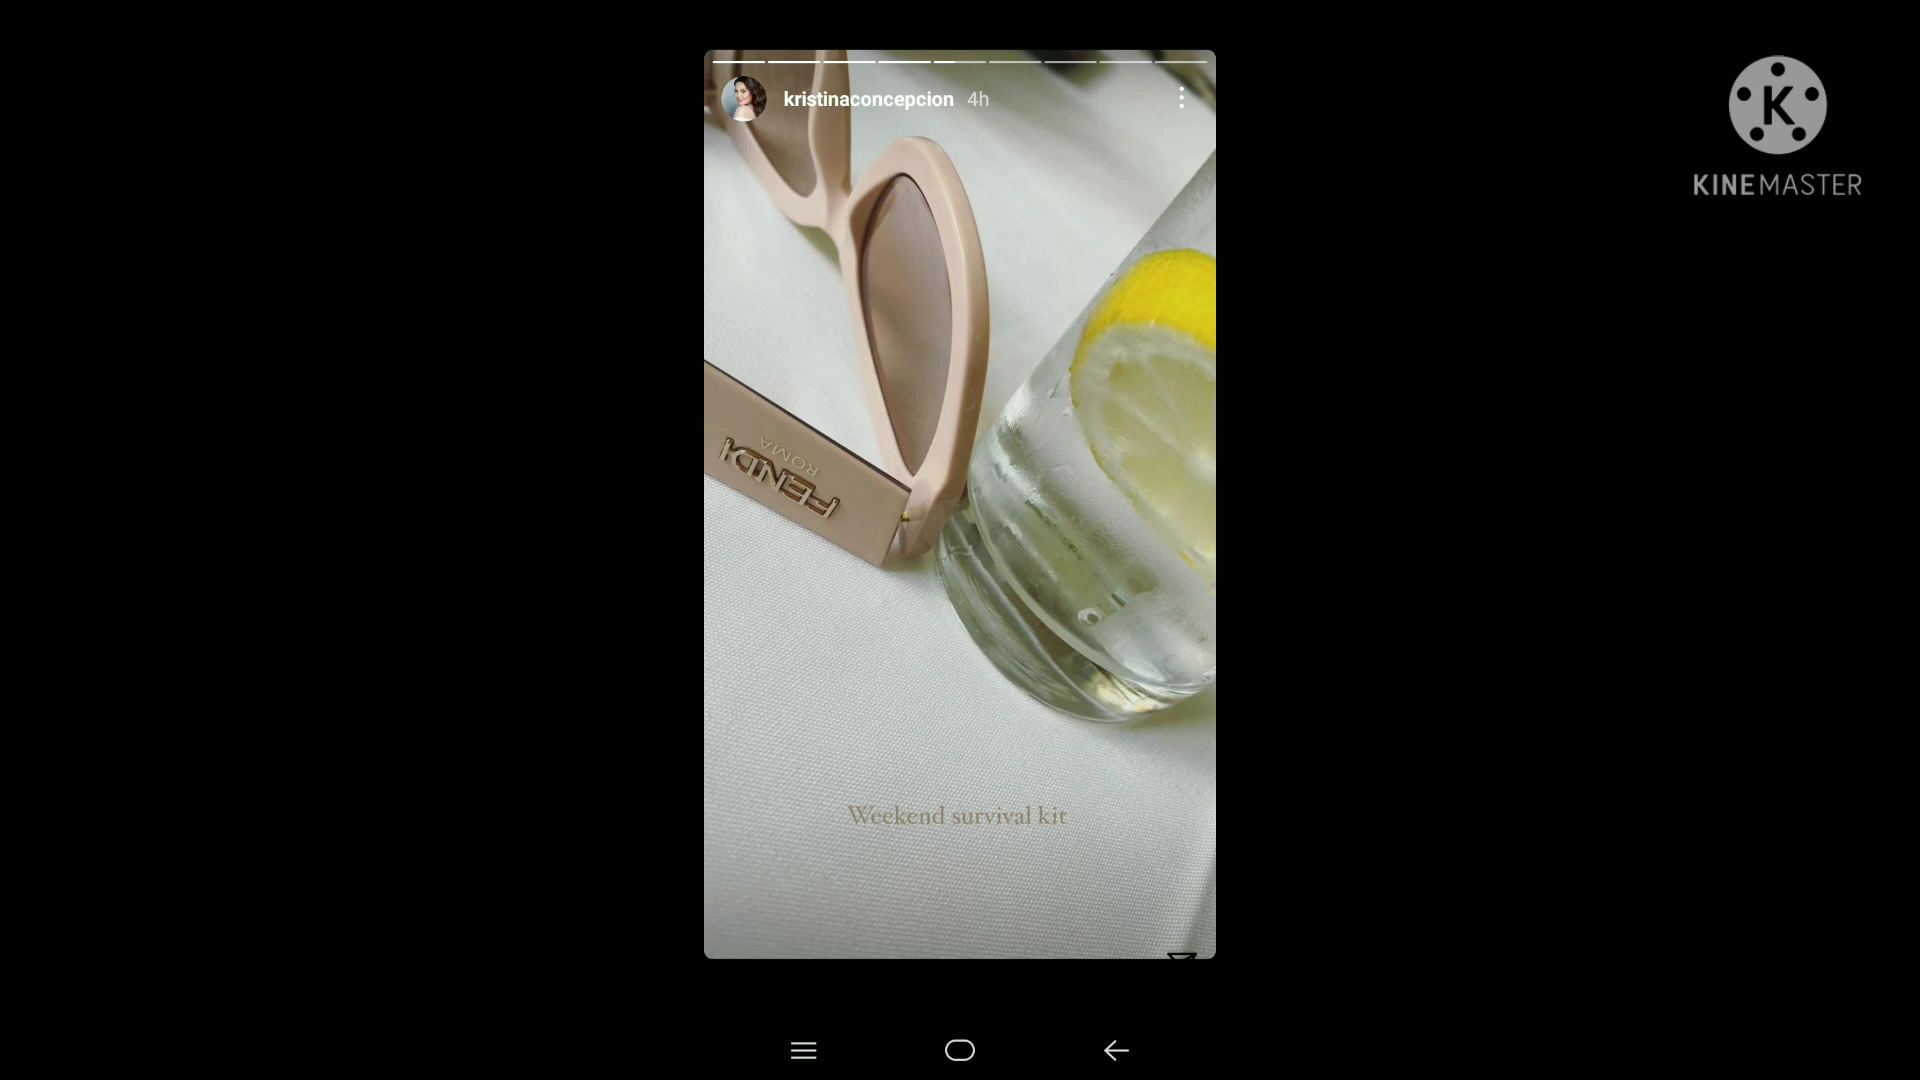 kristinaconcepcion 4h
KINEMASTER
ROMA
FENDI
Weekend survival kit